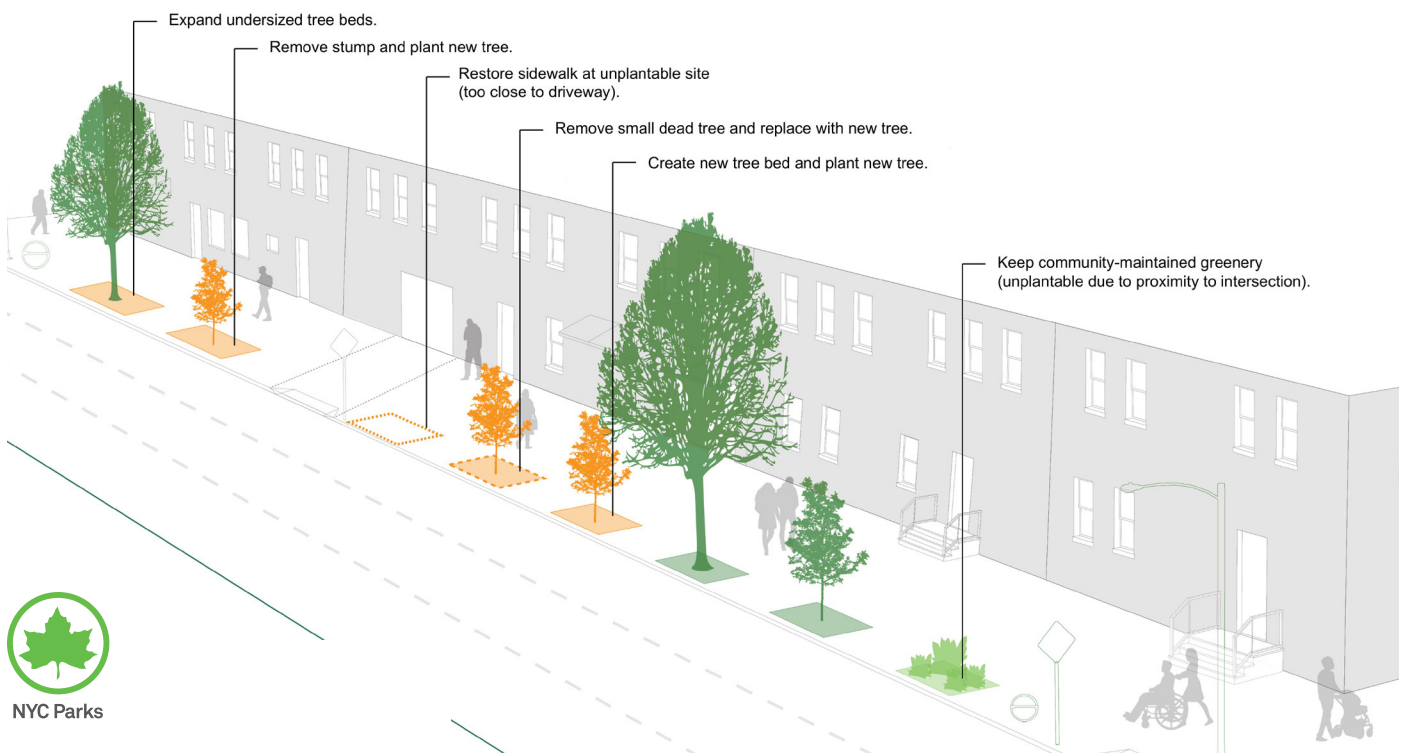 Expand undersized tree beds.
Remove stump and plant new tree.
Restore sidewalk at unplantable site
(too close to driveway).
Remove small dead tree and replace with new tree.
Create new tree bed and plant new tree.
Keep community-maintained greenery
(unplantable due to proximity to intersection).
NYC Parks